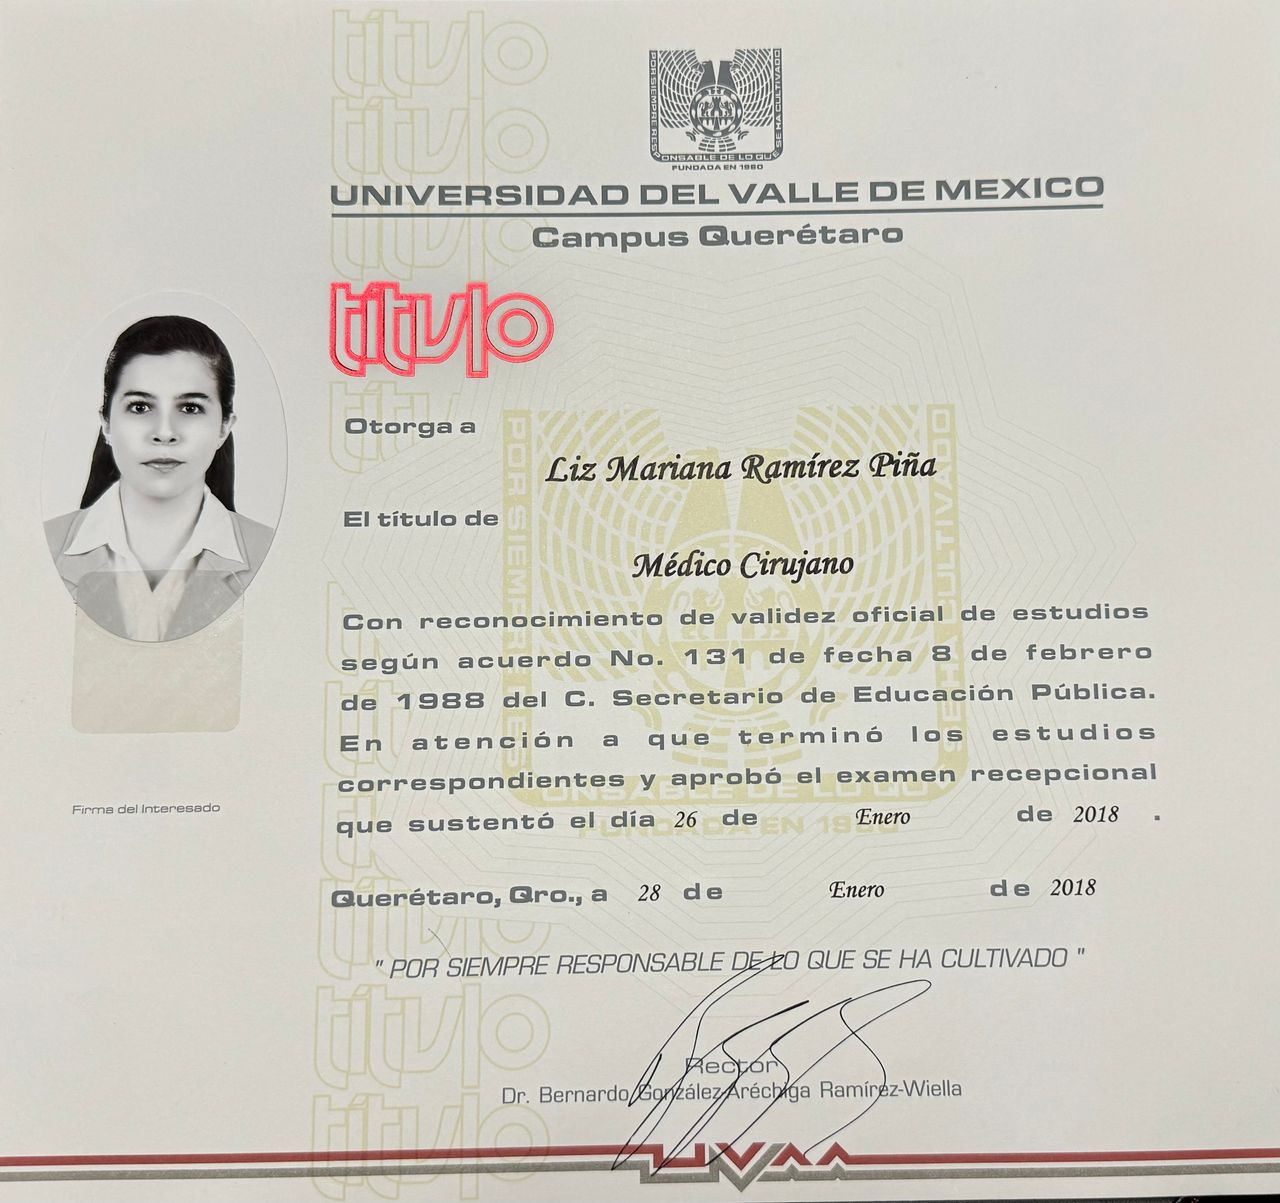 POR SIEMPRE RESPONSABLE DE LO QUE SE HA CULTIVADO
FUNDADA EN 1960
UNIVERSIDAD DEL VALLE DE MEXICO
Campus Querétaro
título
Otorga a
Liz Mariana Ramírez Piña
El título de
Médico Cirujano
Con reconocimiento de validez oficial de estudios
según acuerdo No. 131 de fecha 8 de febrero
de 1988 del C. Secretario de Educación Pública.
En atención a que terminó los estudios
correspondientes y aprobó el examen recepcional
que sustentó el día 26 de Enero de 2018 .
Firma del Interesado
Querétaro, Qro., a 28 de Enero de 2018
" POR SIEMPRE RESPONSABLE DE LO QUE SE HA CULTIVADO "
Rector
Dr. Bernardo González-Aréchiga Ramírez-Wiella
UVM